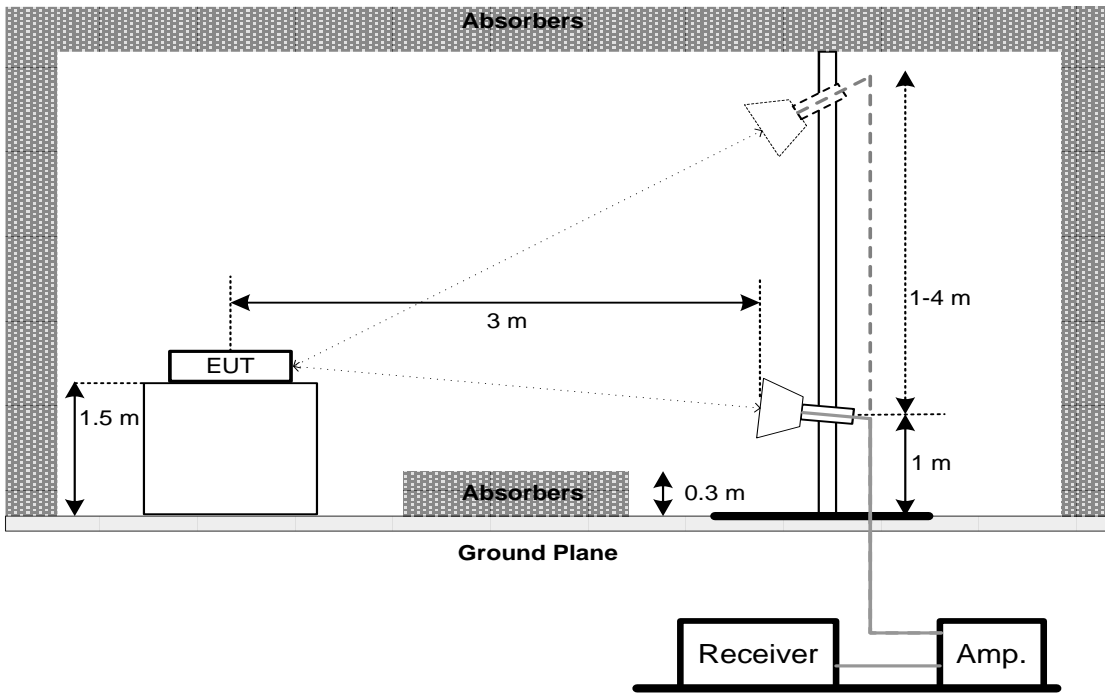 Absorbers
1-4 m
3 m
EUT
1.5 m
1 m
Absorbers
0.3 m
Ground Plane
Receiver
Amp.